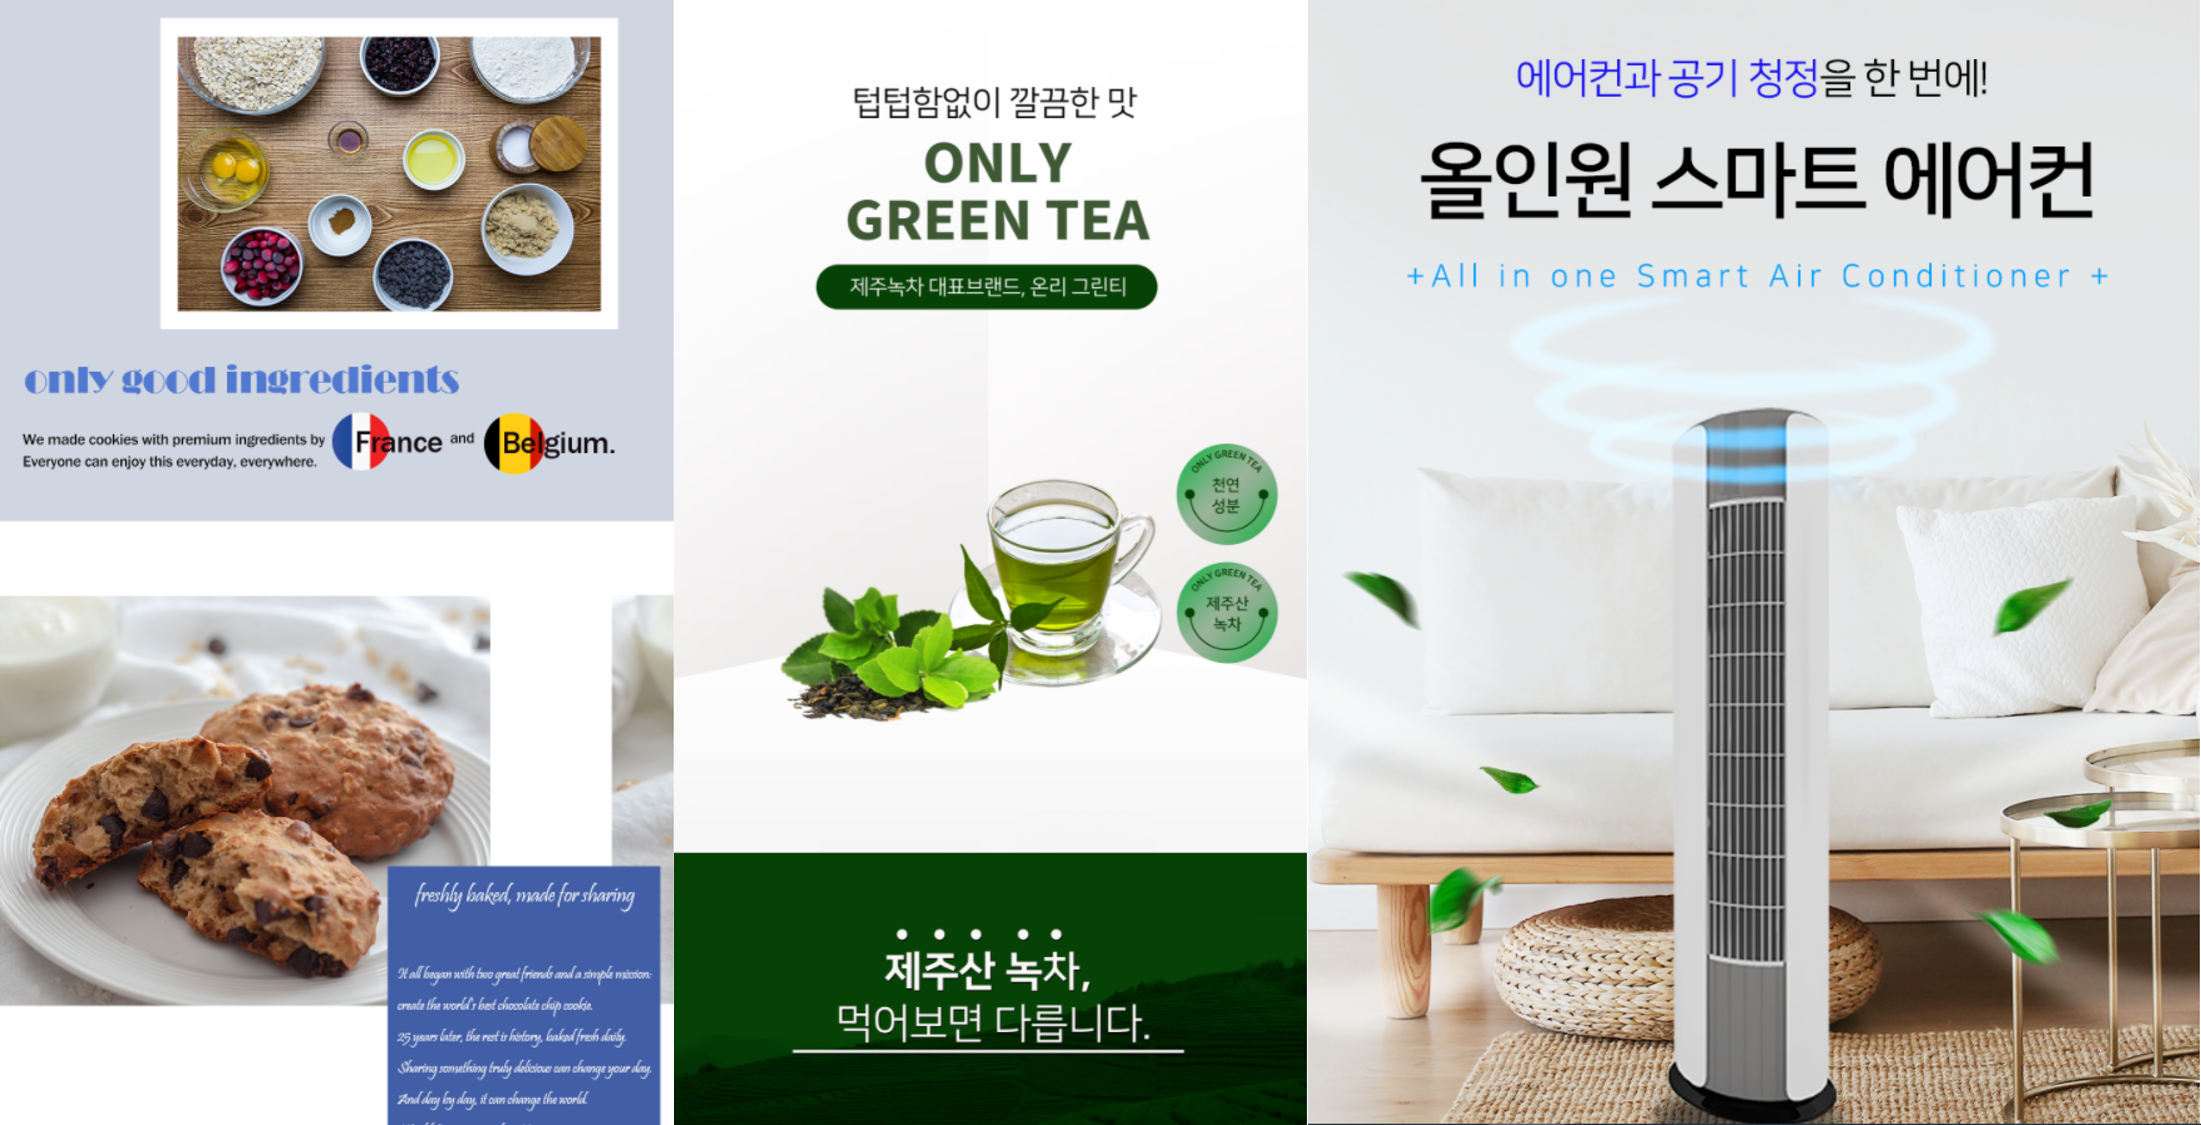 only good ingredients
We made cookies with premium ingredients by France and Belgium.
Everyone can enjoy this everyday, everywhere.
freshly baked, made for sharing
It all began with two great friends and a simple mission:
create the world's best chocolate chip cookie.
25 years later, the rest is history, baked fresh daily.
Sharing something truly delicious can change your day.
And day by day, it can change the world.
텁텁함없이 깔끔한 맛
ONLY
GREEN TEA
제주녹차 대표브랜드, 온리 그린티
ONLY GREEN TEA
천연
성분
ONLY GREEN TEA
제주산
녹차
제주산 녹차,
먹어보면 다릅니다.
에어컨과 공기 청정을 한 번에!
올인원 스마트 에어컨
+All in one Smart Air Conditioner +